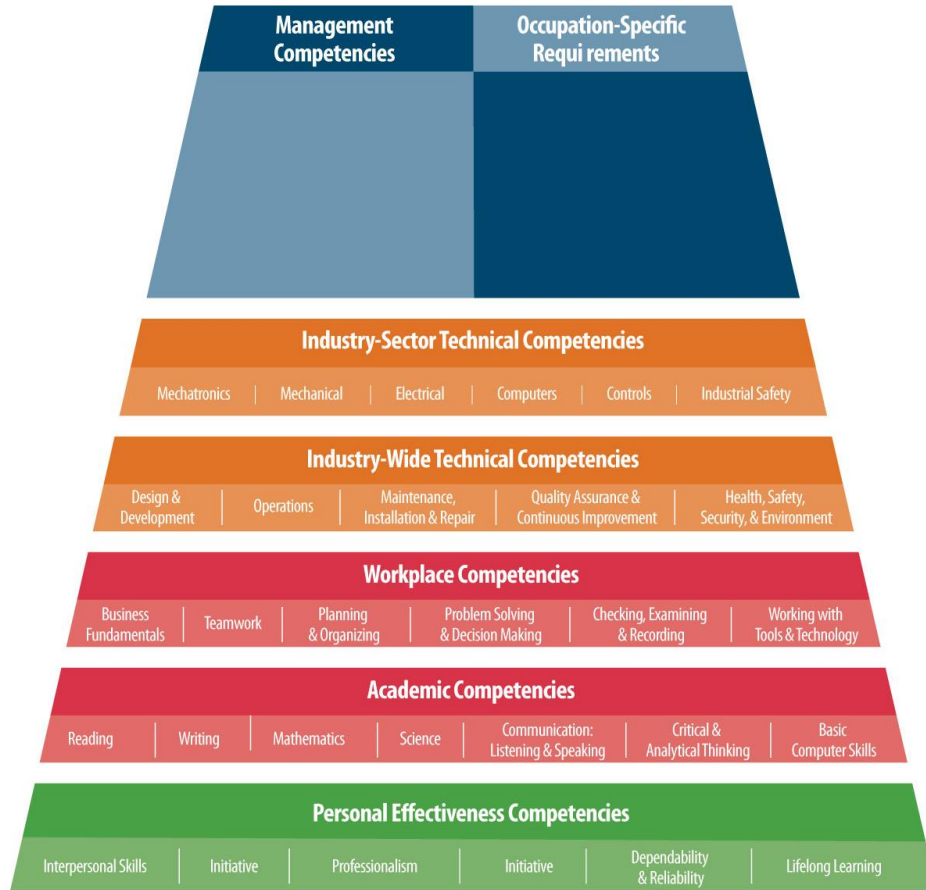 Management
Competencies
Occupation-Specific
Requi rements
Industry-Sector Technical Competencies
Mechatronics
Mechanical
Electrical
Computers
Controls
Industrial Safety
Industry-Wide Technical Competencies
Design &
Development
Operations
Maintenance,
Installation & Repair
Quality Assurance &
Continuous Improvement
Health, Safety,
Security, & Environment
Workplace Competencies
Business
Fundamentals
Teamwork
Planning
& Organizing
Problem Solving
& Decision Making
Checking, Examining
& Recording
Working with
Tools & Technology
Academic Competencies
Reading
Writing
Mathematics
Science
Communication:
Listening & Speaking
Critical &
Analytical Thinking
Basic
Computer Skills
Personal Effectiveness Competencies
Interpersonal Skills
Initiative
Professionalism
Initiative
Dependability
& Reliability
Lifelong Learning